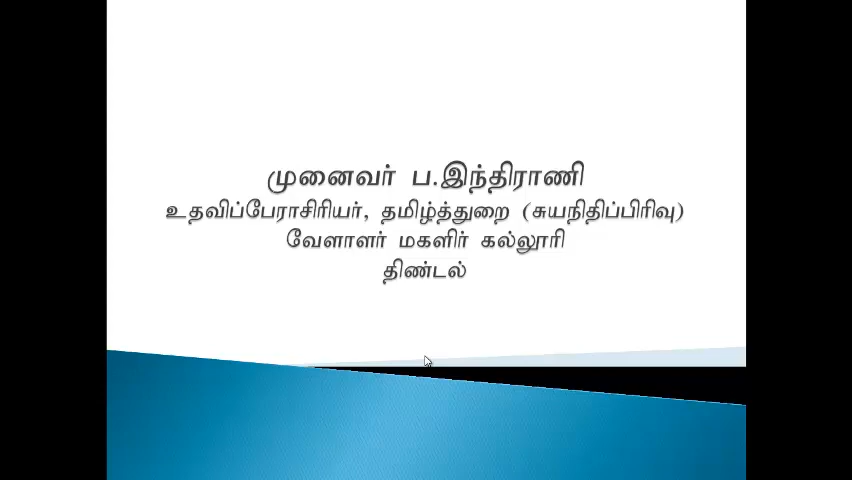 முனைவர் ப.இந்திராணி
உதவிப்பேராசிரியர், தமிழ்த்துறை (சுயநிதிப்பிரிவு)
வேளாளர் மகளிர் கல்லூரி
திண்டல்